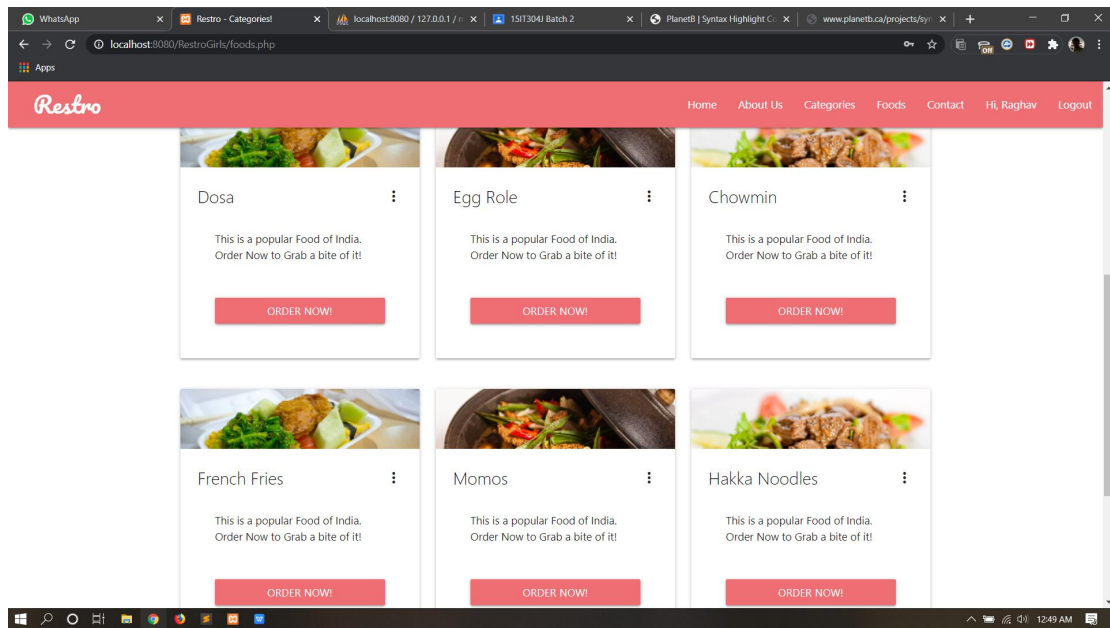 WhatsApp
Restro - Categories!
localhost:8080 / 127.0.0.1 /
15IT304J Batch 2
PlanetB | Syntax Highlight
www.planetb.ca/projects/
localhost:8080/RestroGirls/foods.php
Off
Apps
Restro
Home About Us Categories Foods Contact Hi, Raghav Logout
Dosa
This is a popular Food of India.
Order Now to Grab a bite of it!
ORDER NOW!
Egg Role
This is a popular Food of India.
Order Now to Grab a bite of it!
ORDER NOW!
Chowmin
This is a popular Food of India.
Order Now to Grab a bite of it!
ORDER NOW!
French Fries
This is a popular Food of India.
Order Now to Grab a bite of it!
ORDER NOW!
Momos
This is a popular Food of India.
Order Now to Grab a bite of it!
ORDER NOW!
Hakka Noodles
This is a popular Food of India.
Order Now to Grab a bite of it!
ORDER NOW!
12:49 AM